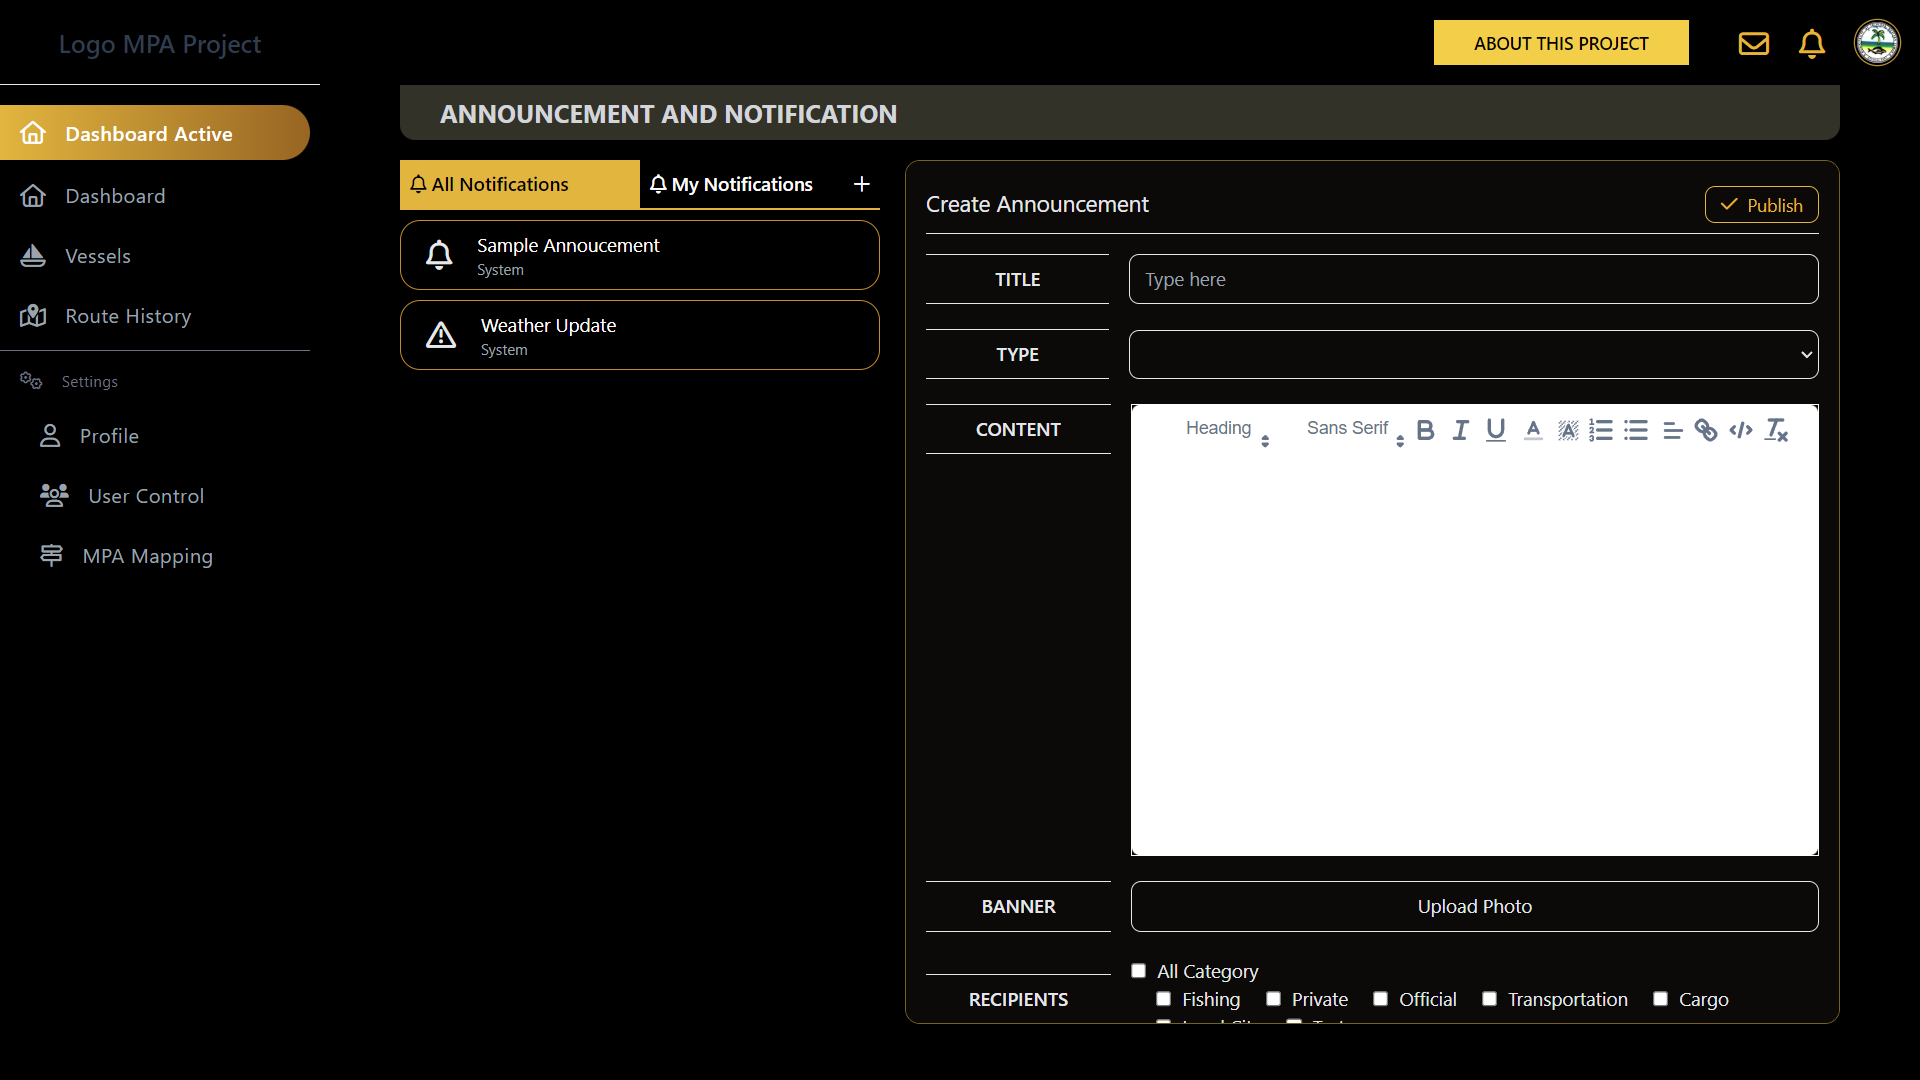 Logo MPA Project
ABOUT THIS PROJECT
Dashboard Active
Dashboard
Vessels
Route History
Settings
Profile
User Control
MPA Mapping
ANNOUNCEMENT AND NOTIFICATION
All Notifications
My Notifications
Sample Annoucement
System
Weather Update
System
Create Announcement
Publish
TITLE
Type here
TYPE
CONTENT
Heading
Sans Serif
BANNER
Upload Photo
RECIPIENTS
All Category
Fishing Private Official Transportation Cargo